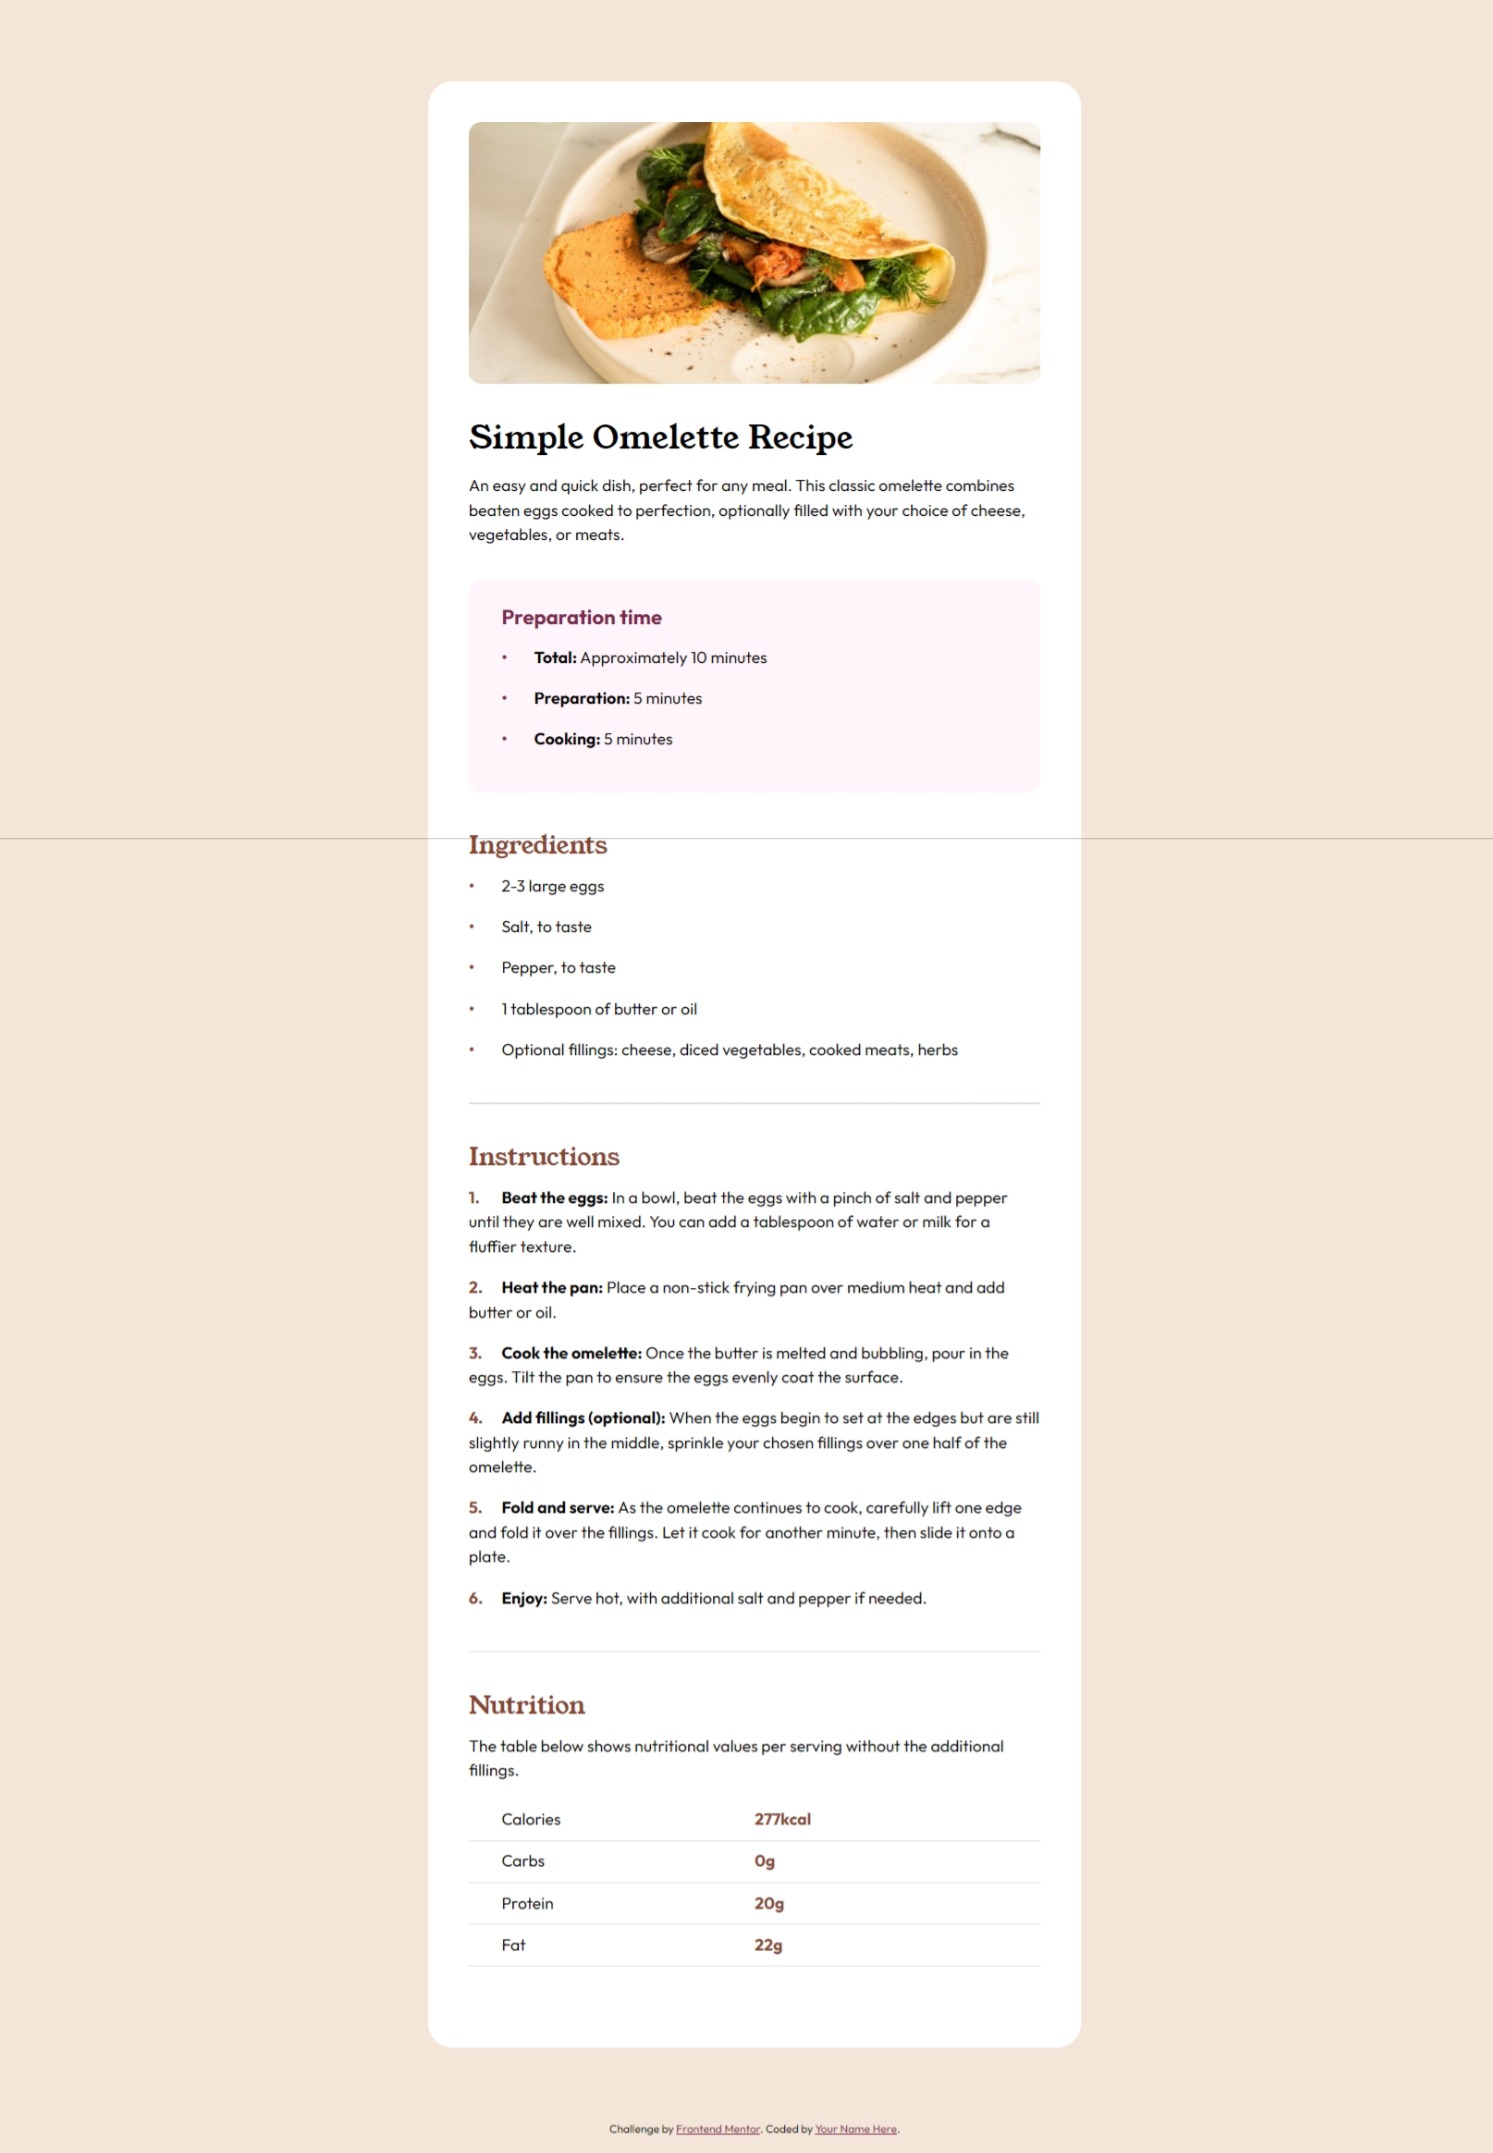 Simple Omelette Recipe
An easy and quick dish, perfect for any meal. This classic omelette combines
beaten eggs cooked to perfection, optionally filled with your choice of cheese,
vegetables, or meats.
Preparation time
• Total: Approximately 10 minutes
• Preparation: 5 minutes
• Cooking: 5 minutes
Ingredients
• 2-3 large eggs
• Salt, to taste
• Pepper, to taste
• 1 tablespoon of butter or oil
• Optional fillings: cheese, diced vegetables, cooked meats, herbs
Instructions
1. Beat the eggs: In a bowl, beat the eggs with a pinch of salt and pepper
until they are well mixed. You can add a tablespoon of water or milk for a
fluffier texture.
2. Heat the pan: Place a non-stick frying pan over medium heat and add
butter or oil.
3. Cook the omelette: Once the butter is melted and bubbling, pour in the
eggs. Tilt the pan to ensure the eggs evenly coat the surface.
4. Add fillings (optional): When the eggs begin to set at the edges but are still
slightly runny in the middle, sprinkle your chosen fillings over one half of the
omelette.
5. Fold and serve: As the omelette continues to cook, carefully lift one edge
and fold it over the fillings. Let it cook for another minute, then slide it onto a
plate.
6. Enjoy: Serve hot, with additional salt and pepper if needed.
Nutrition
The table below shows nutritional values per serving without the additional
fillings.
Calories 277kcal
Carbs 0g
Protein 20g
Fat 22g
Challenge by Frontend Mentor. Coded by Your Name Here.